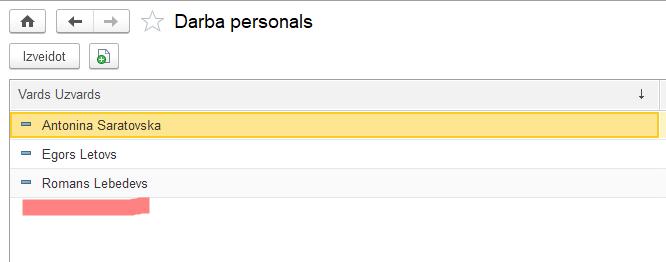 Darba personals
Izveidot
Vards Uzvards
Antonina Saratovska
Egors Letovs
Romans Lebedevs